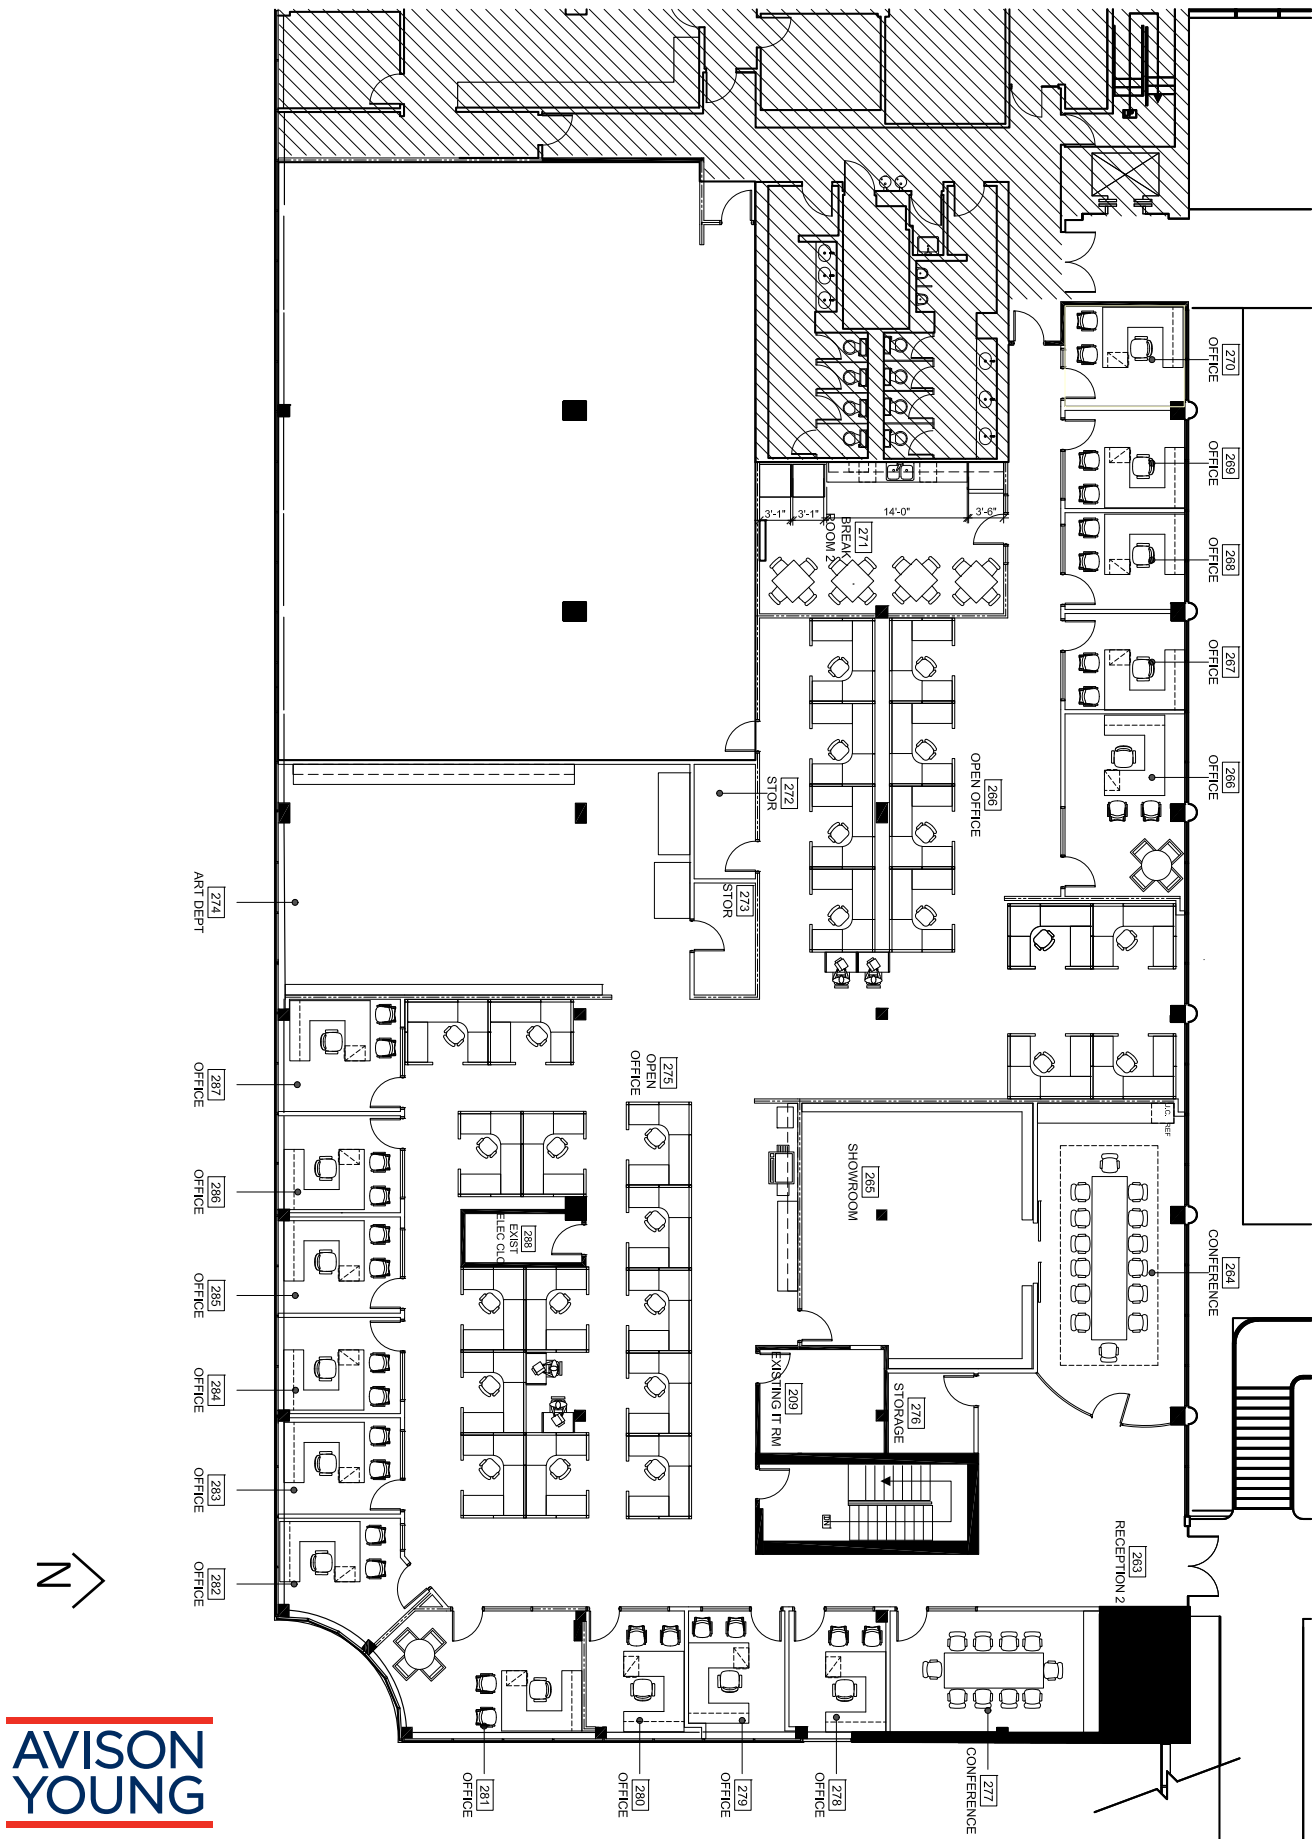 270
OFFICE
269
OFFICE
268
OFFICE
267
OFFICE
266
OFFICE
3'-1"
3'-1"
14'-0"
3'-6"
271
BREAK
ROOM 2
266
OPEN OFFICE
272
STOR
273
STOR
274
ART DEPT
275
OPEN
OFFICE
287
OFFICE
286
OFFICE
285
OFFICE
284
OFFICE
283
OFFICE
282
OFFICE
288
EXIST
ELEC CLO
265
SHOWROOM
U.C.
REF
264
CONFERENCE
209
EXISTING IT RM
276
STORAGE
DN
263
RECEPTION 2
281
OFFICE
280
OFFICE
279
OFFICE
278
OFFICE
277
CONFERENCE
N
AVISON
YOUNG